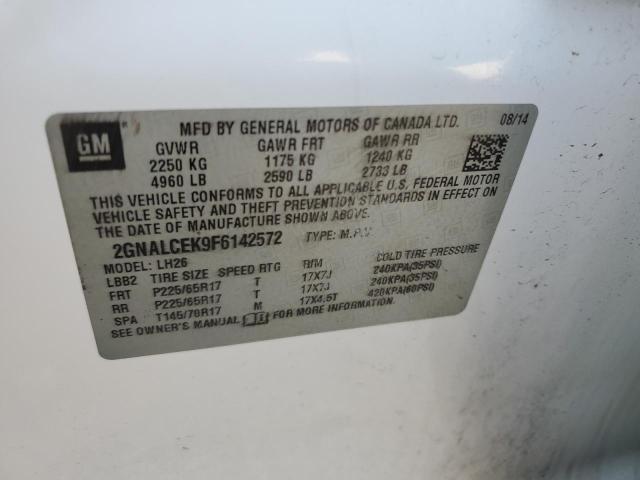 GM
MFD BY GENERAL MOTORS OF CANADA LTD. 08/14
GVWR GAWR FRT GAWR RR
2250 KG 1175 KG 1240 KG
4960 LB 2590 LB 2733 LB
THIS VEHICLE CONFORMS TO ALL APPLICABLE U.S. FEDERAL MOTOR
VEHICLE SAFETY AND THEFT PREVENTION STANDARDS IN EFFECT ON
THE DATE OF MANUFACTURE SHOWN ABOVE.
2GNALCEK9F6142572 TYPE: M.P.V
MODEL: LH26
LBB2 TIRE SIZE SPEED RTG RIM COLD TIRE PRESSURE
FRT P225/65R17 T 17X7J 240KPA(35PSI)
RR P225/65R17 T 17X7J 240KPA(35PSI)
SPA T145/70R17 M 17X4.5T 420KPA(60PSI)
SEE OWNER'S MANUAL FOR MORE INFORMATION.